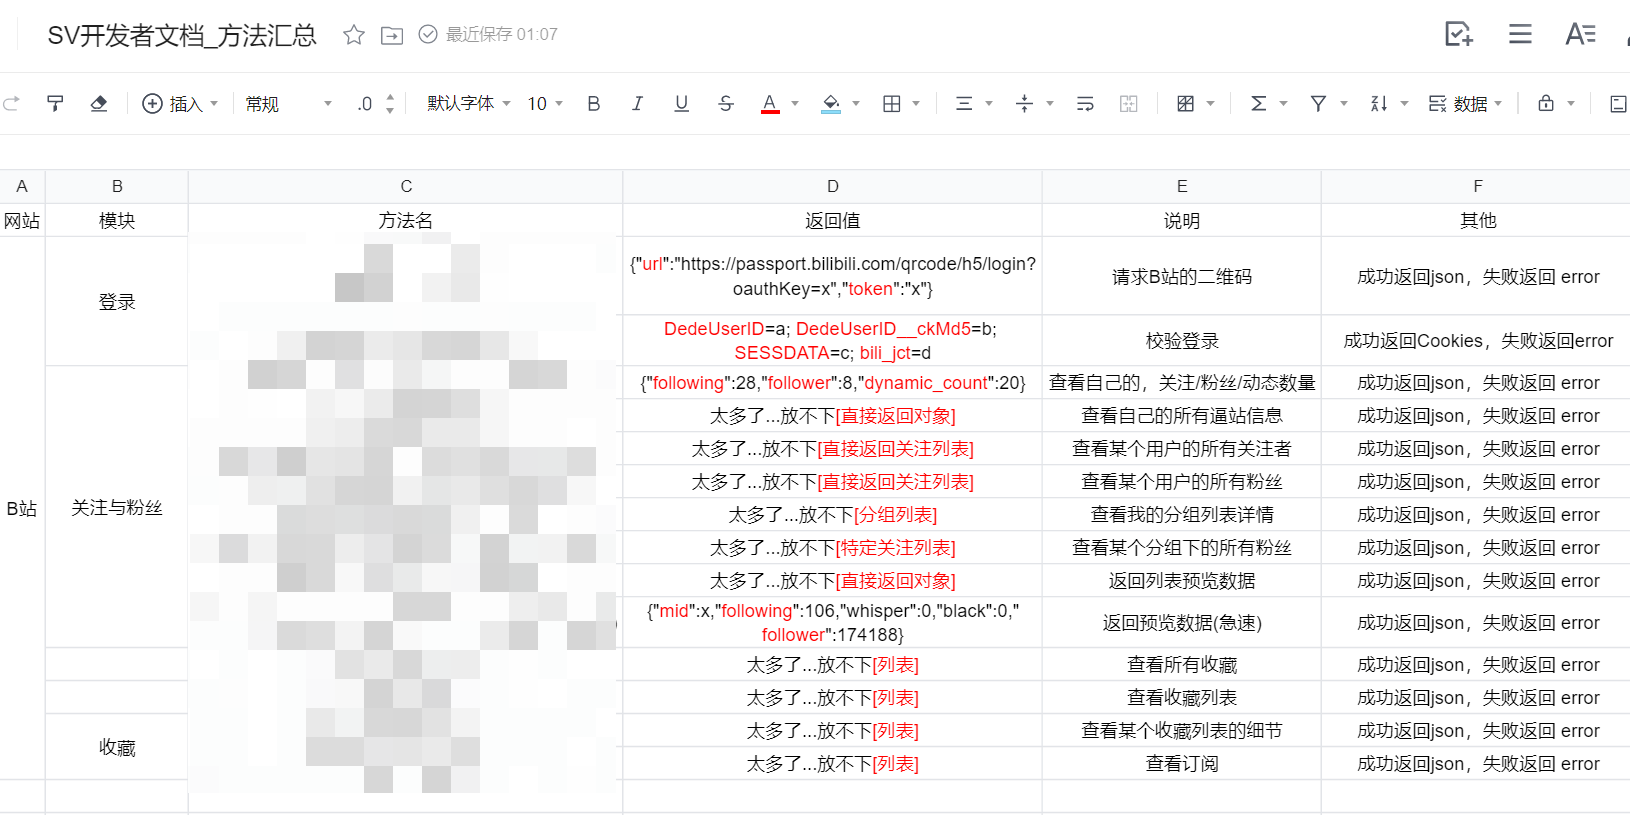 SV开发者文档_方法汇总 最近保存 01:07
插入 常规 .0 默认字体 10 B I U S A 数据
A B C D E F
网站 模块 方法名 返回值 说明 其他
B站
登录
{"url":"https://passport.bilibili.com/qrcode/h5/login?
oauthKey=x","token":"x"}
请求B站的二维码 成功返回json，失败返回 error
DedeUserID=a; DedeUserID__ckMd5=b;
SESSDATA=c; bili_jct=d
校验登录 成功返回Cookies，失败返回error
关注与粉丝
{"following":28,"follower":8,"dynamic_count":20} 查看自己的，关注/粉丝/动态数量 成功返回json，失败返回 error
太多了...放不下[直接返回对象] 查看自己的所有逼站信息 成功返回json，失败返回 error
太多了...放不下[直接返回关注列表] 查看某个用户的所有关注者 成功返回json，失败返回 error
太多了...放不下[直接返回关注列表] 查看某个用户的所有粉丝 成功返回json，失败返回 error
太多了...放不下[分组列表] 查看我的分组列表详情 成功返回json，失败返回 error
太多了...放不下[特定关注列表] 查看某个分组下的所有粉丝 成功返回json，失败返回 error
太多了...放不下[直接返回对象] 返回列表预览数据 成功返回json，失败返回 error
{"mid":x,"following":106,"whisper":0,"black":0,"
follower":174188}
返回预览数据(急速) 成功返回json，失败返回 error
太多了...放不下[列表] 查看所有收藏 成功返回json，失败返回 error
太多了...放不下[列表] 查看收藏列表 成功返回json，失败返回 error
收藏
太多了...放不下[列表] 查看某个收藏列表的细节 成功返回json，失败返回 error
太多了...放不下[列表] 查看订阅 成功返回json，失败返回 error